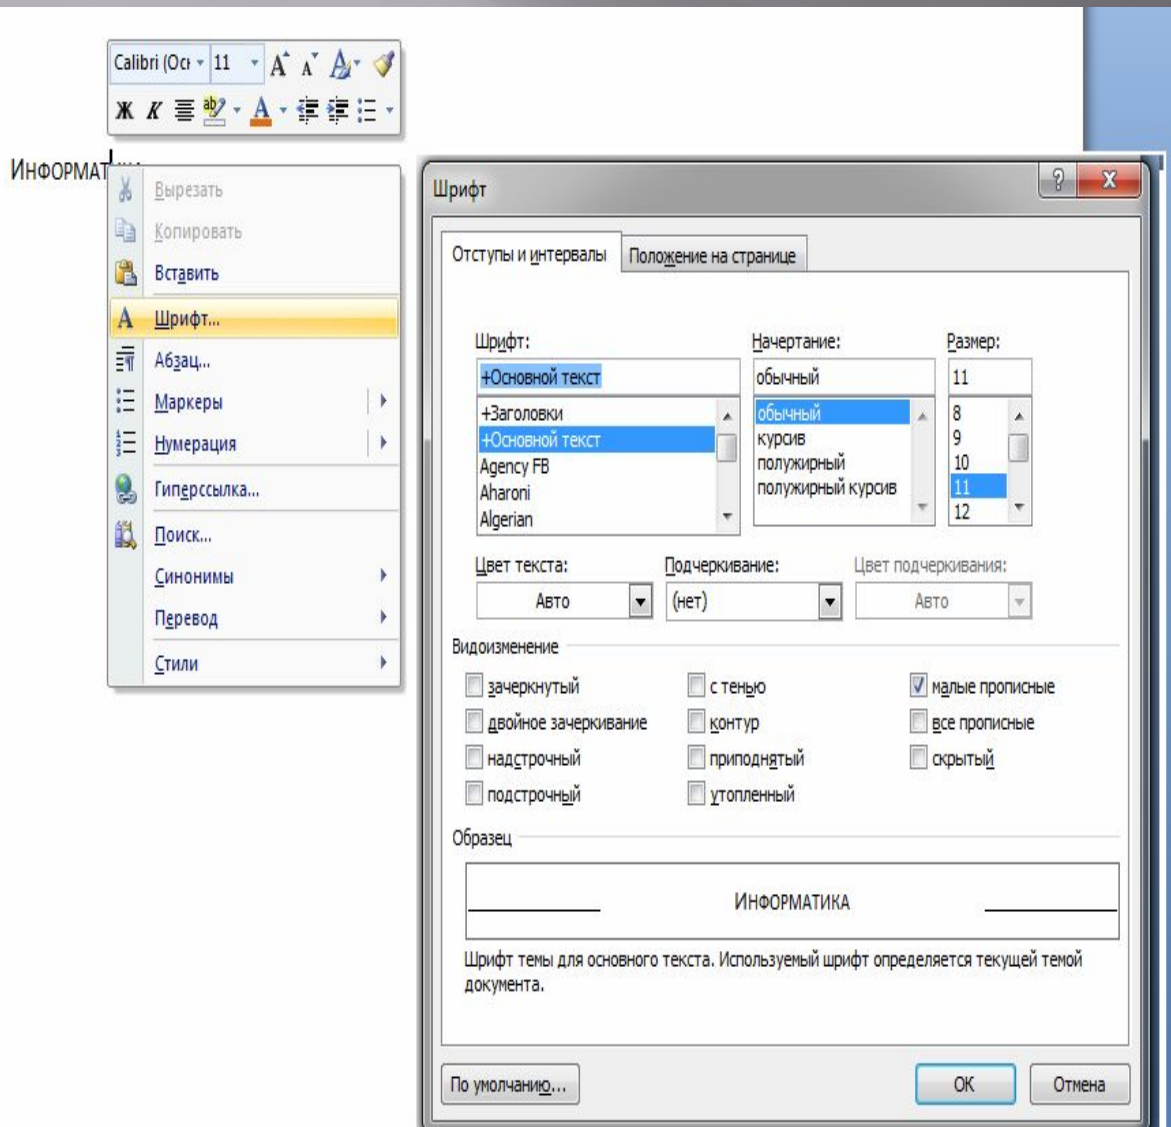 Calibri (Осн 11
Ж К
ИНФОРМАТ
Вырезать
Копировать
Вставить
Шрифт...
Абзац...
Маркеры
Нумерация
Гиперссылка...
Поиск...
Синонимы
Перевод
Стили
Шрифт
Отступы и интервалы Положение на странице
Шрифт: Начертание: Размер:
+Основной текст обычный 11
+Заголовки обычный 8
+Основной текст курсив 9
Agency FB полужирный 10
Aharoni полужирный курсив 11
Algerian 12
Цвет текста: Подчеркивание: Цвет подчеркивания:
Авто (нет) Авто
Видоизменение
зачеркнутый с тенью малые прописные
двойное зачеркивание контур все прописные
надстрочный приподнятый скрытый
подстрочный утопленный
Образец
ИНФОРМАТИКА
Шрифт темы для основного текста. Используемый шрифт определяется текущей темой
документа.
По умолчанию... ОК Отмена